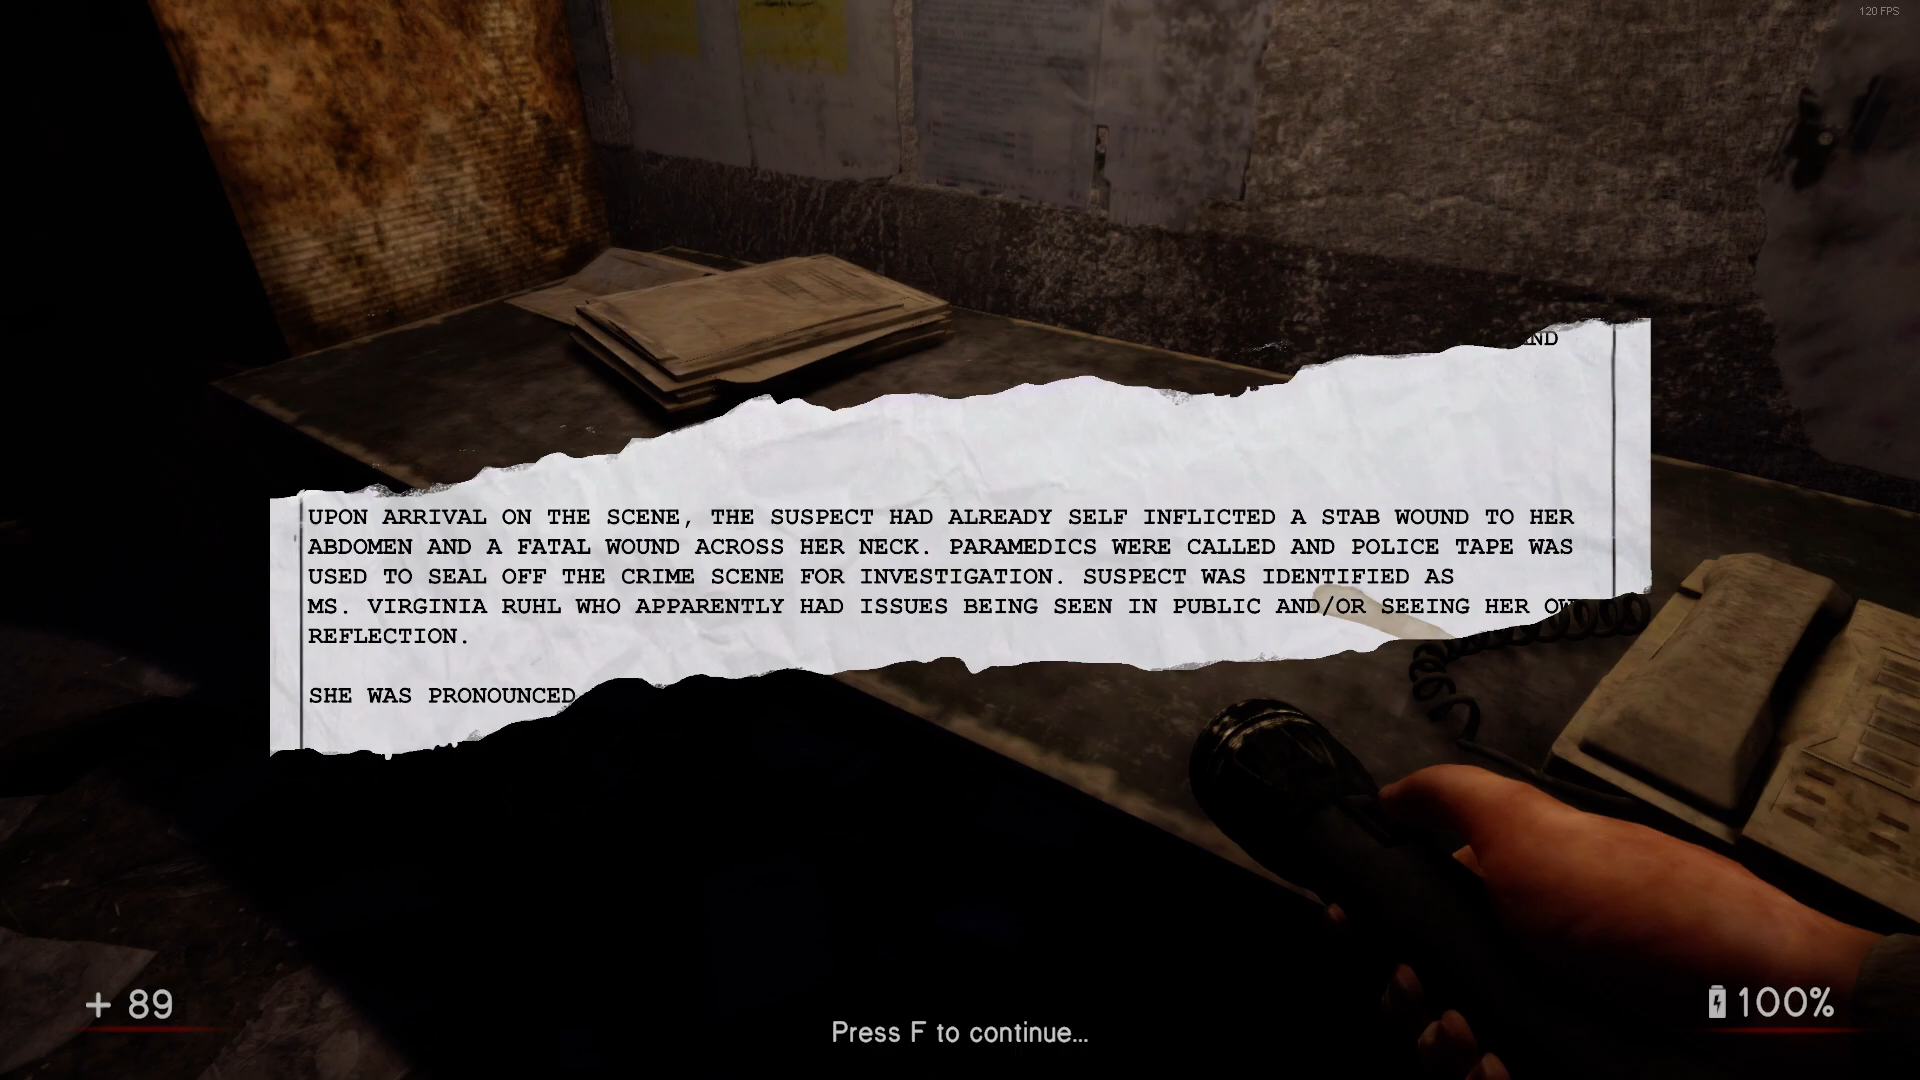 120 FPS
UPON ARRIVAL ON THE SCENE, THE SUSPECT HAD ALREADY SELF INFLICTED A STAB WOUND TO HER
ABDOMEN AND A FATAL WOUND ACROSS HER NECK. PARAMEDICS WERE CALLED AND POLICE TAPE WAS
USED TO SEAL OFF THE CRIME SCENE FOR INVESTIGATION. SUSPECT WAS IDENTIFIED AS
MS. VIRGINIA RUHL WHO APPARENTLY HAD ISSUES BEING SEEN IN PUBLIC AND/OR SEEING HER
REFLECTION.
SHE WAS PRONOUNCED
+ 89
100%
Press F to continue...